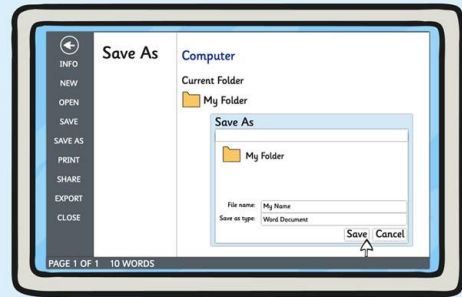 INFO
NEW
OPEN
SAVE
SAVE AS
PRINT
SHARE
EXPORT
CLOSE
Save As
Computer
Current Folder
My Folder
Save As
My Folder
File name: My Name
Save as type: Word Document
Save Cancel
PAGE 1 OF 1 10 WORDS